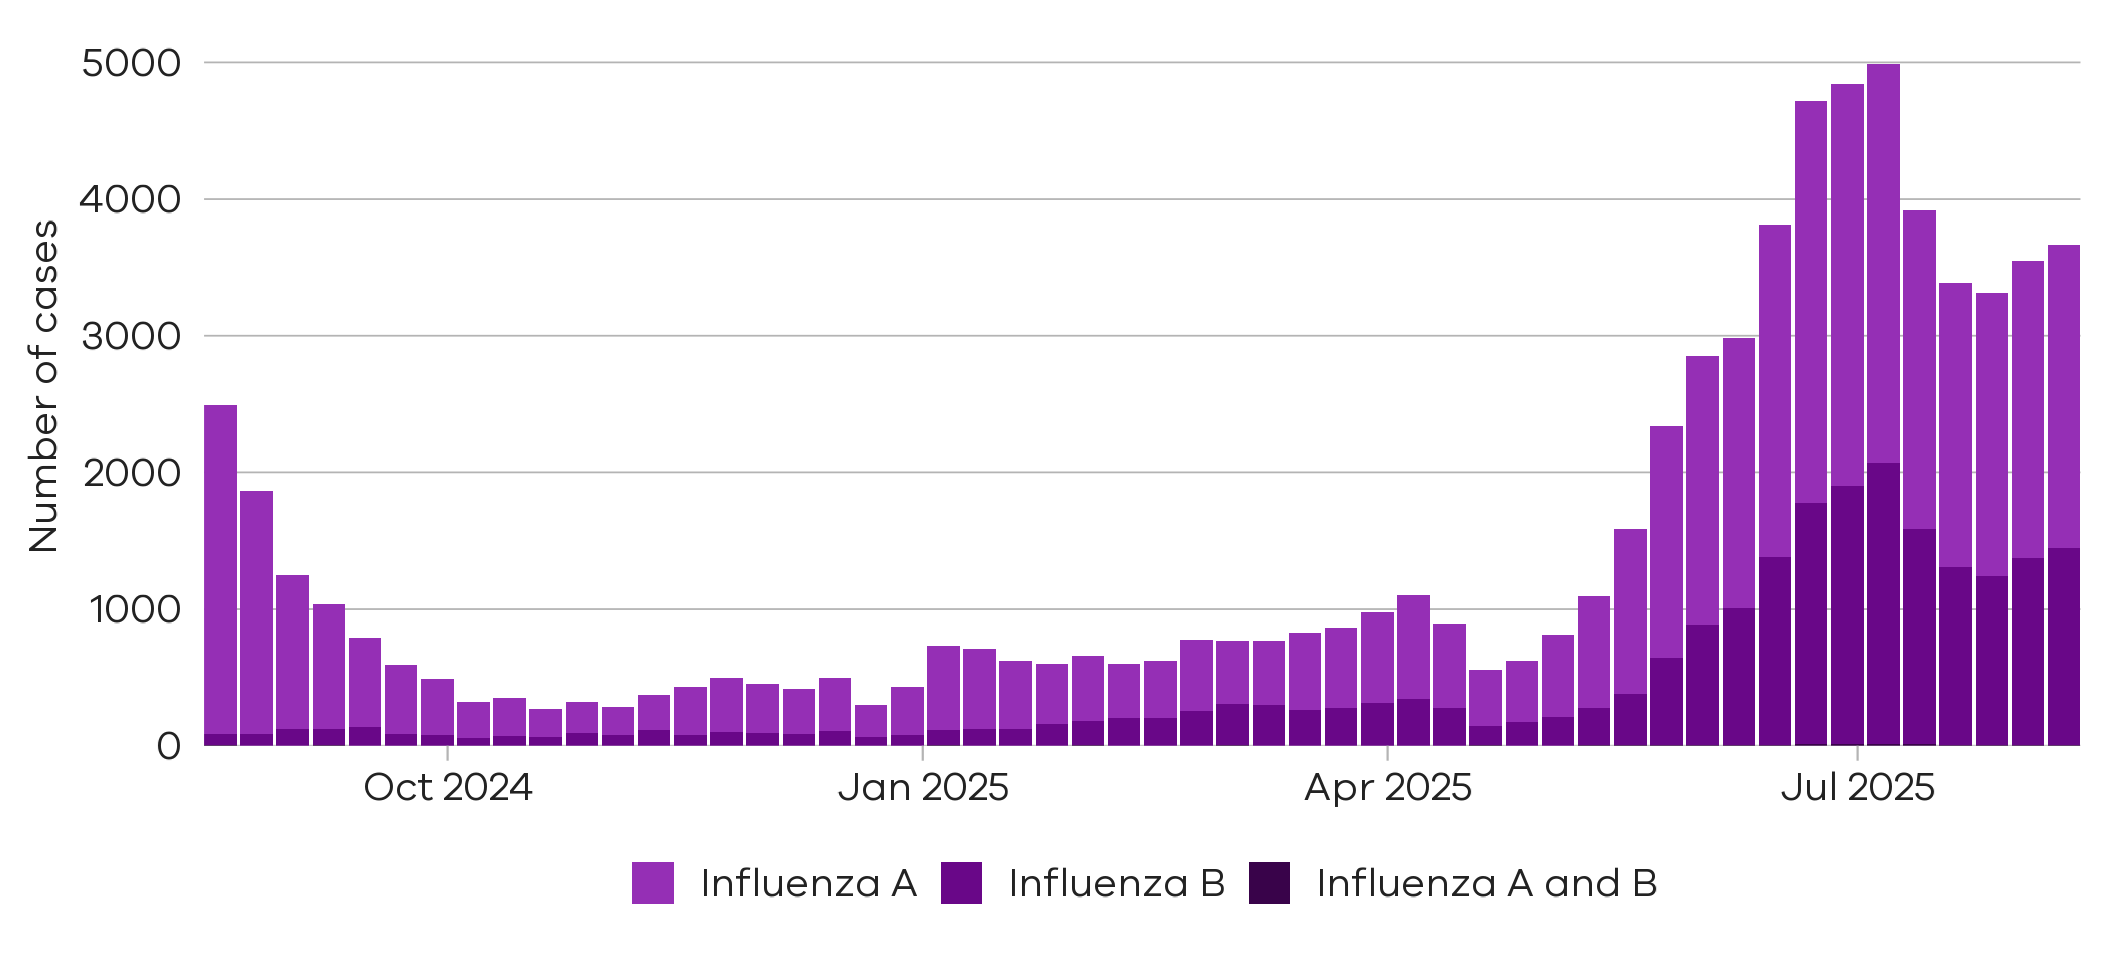 Number of cases
5000
4000
3000
2000
1000
0
Oct 2024 Jan 2025 Apr 2025 Jul 2025
Influenza A Influenza B Influenza A and B